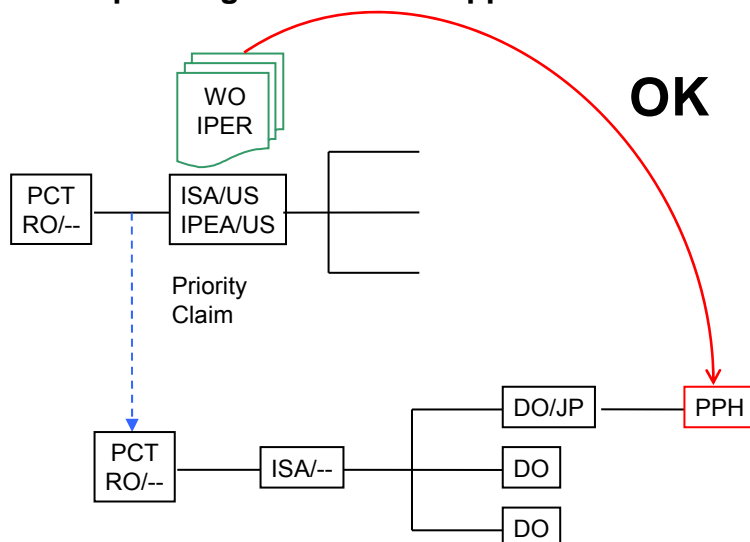 WO
IPER
OK
PCT
RO/--
ISA/US
IPEA/US
Priority
Claim
DO/JP
PPH
PCT
RO/--
ISA/--
DO
DO